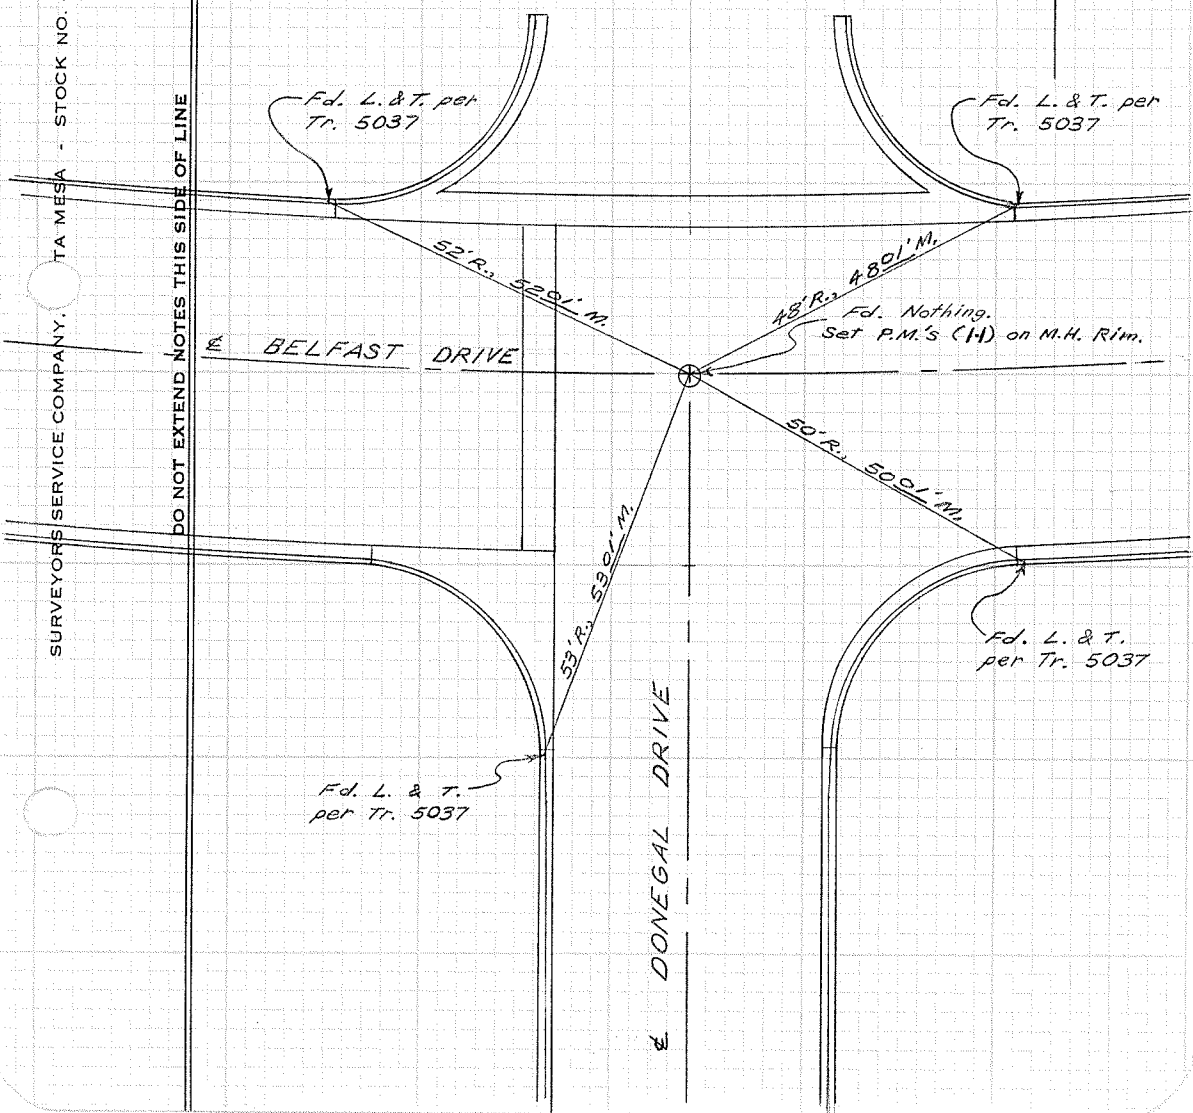 SURVEYORS SERVICE COMPANY, TA MESA - STOCK NO.
DO NOT EXTEND NOTES THIS SIDE OF LINE
Fd. L. & T. per
Tr. 5037
Fd. L. & T. per
Tr. 5037
52' R., 52.01' M.
48' R., 48.01' M.
Fd. Nothing.
Set P.M.'s (H) on M.H. Rim.
℄ BELFAST DRIVE
50' R., 50.01' M.
53' R., 53.01' M.
Fd. L. & T.
per Tr. 5037
Fd. L. & T.
per Tr. 5037
℄ DONEGAL DRIVE